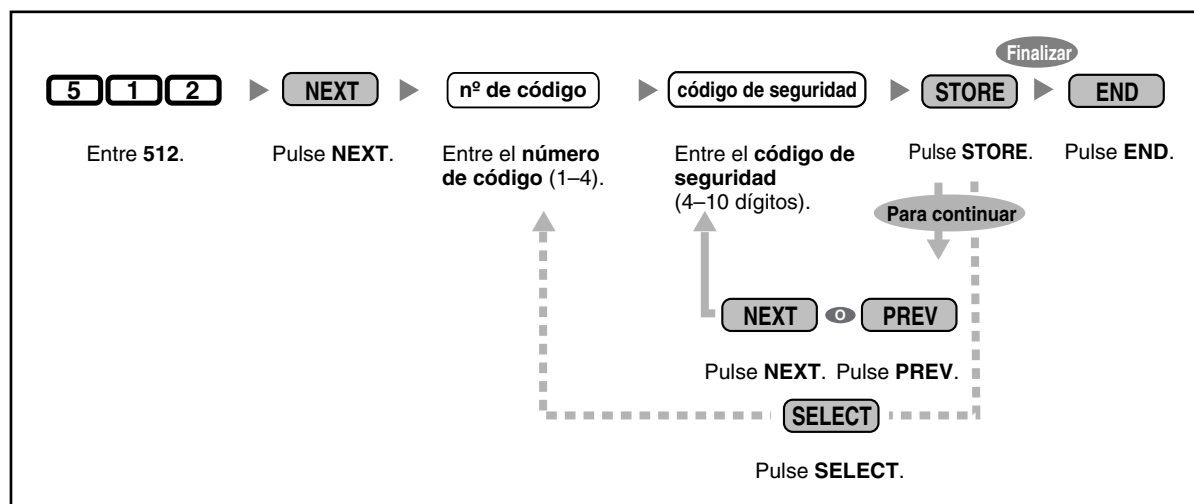 Finalizar
5 1 2 NEXT nº de código código de seguridad STORE END
Entre 512. Pulse NEXT. Entre el número Entre el código de Pulse STORE. Pulse END.
de código (1–4). seguridad
(4–10 dígitos).
Para continuar
NEXT O PREV
Pulse NEXT. Pulse PREV.
SELECT
Pulse SELECT.